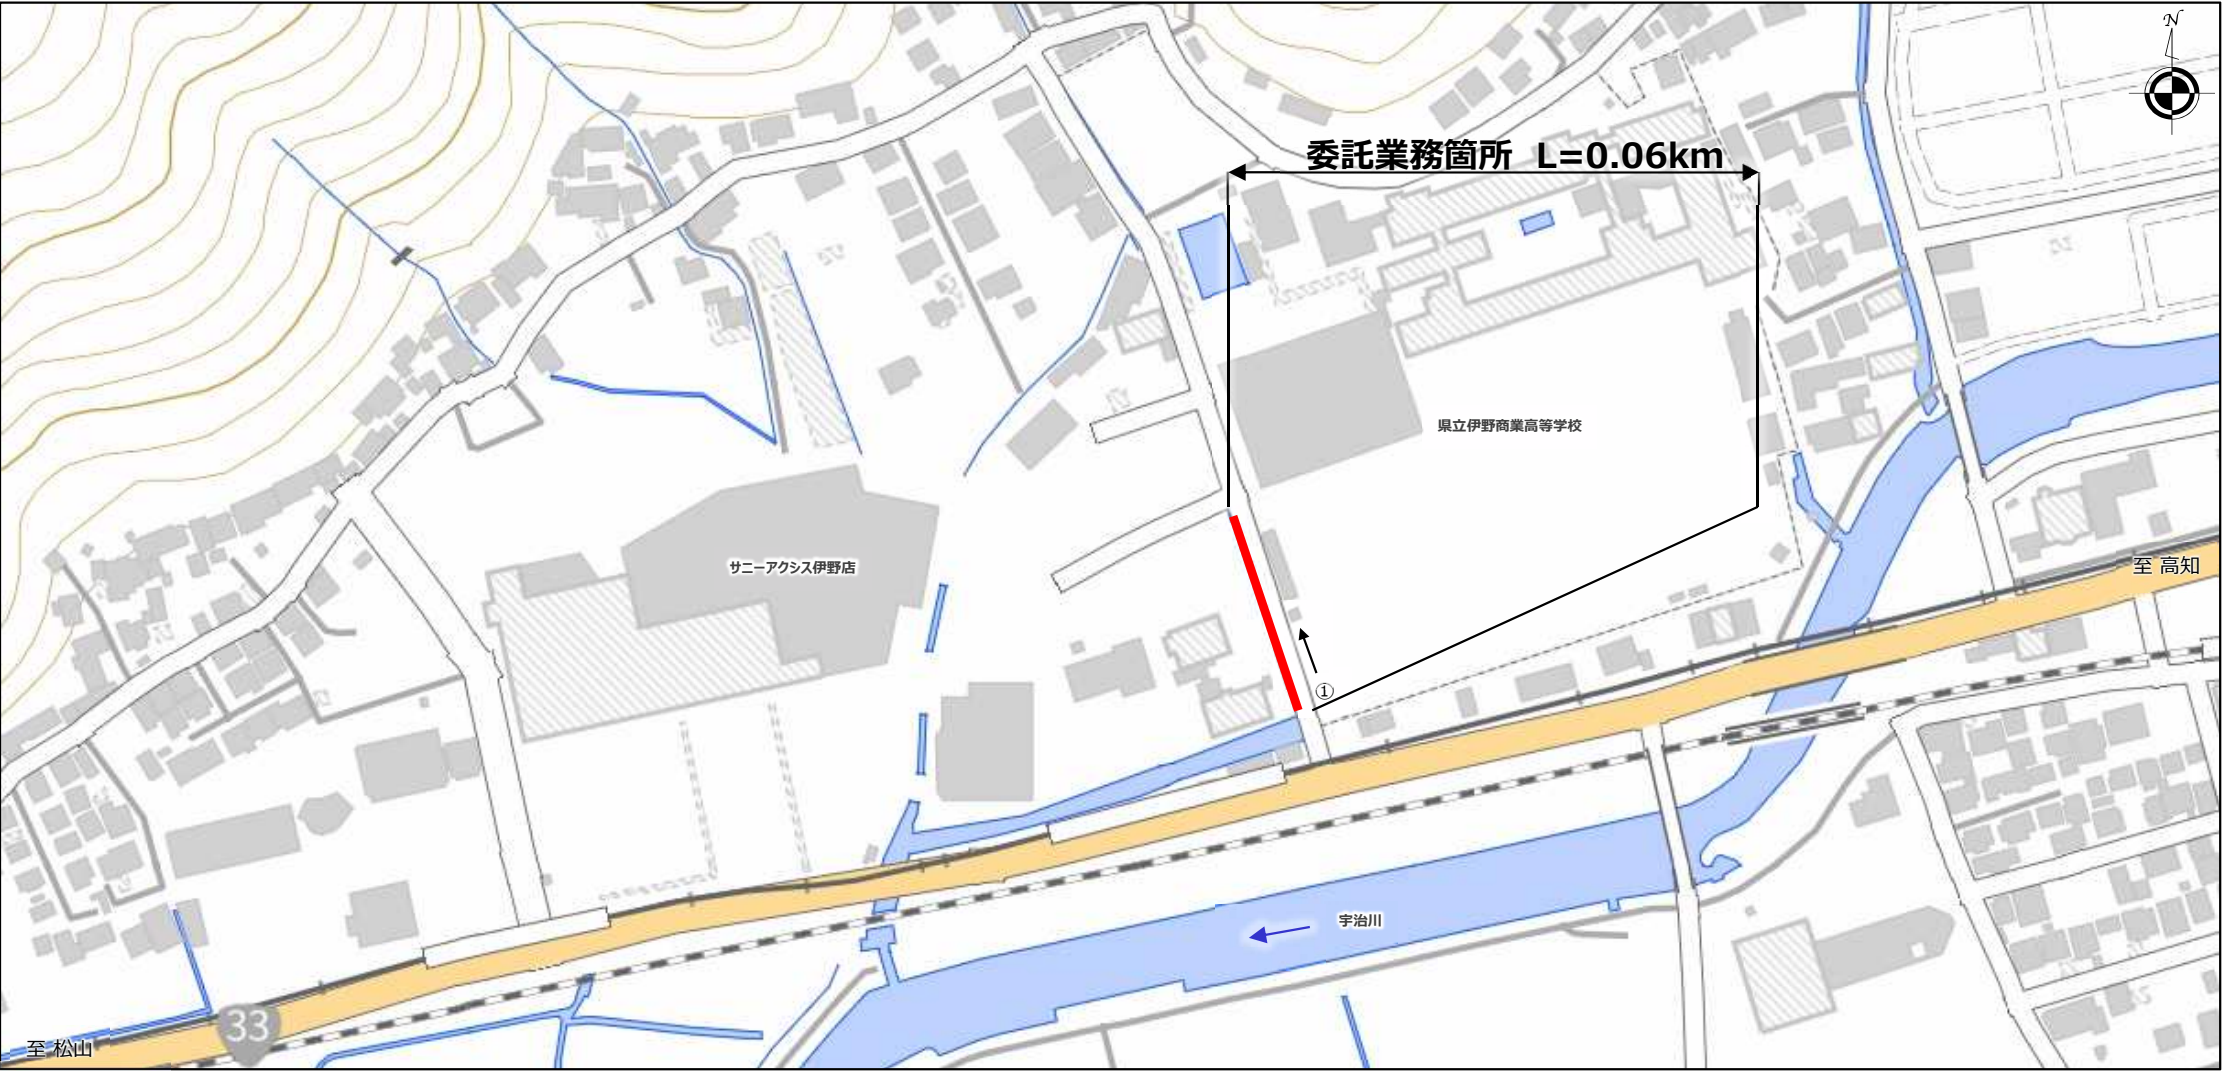 N
委託業務箇所 L=0.06km
県立伊野商業高等学校
サニーアクシス伊野店
至 高知
①
宇治川
33
至 松山